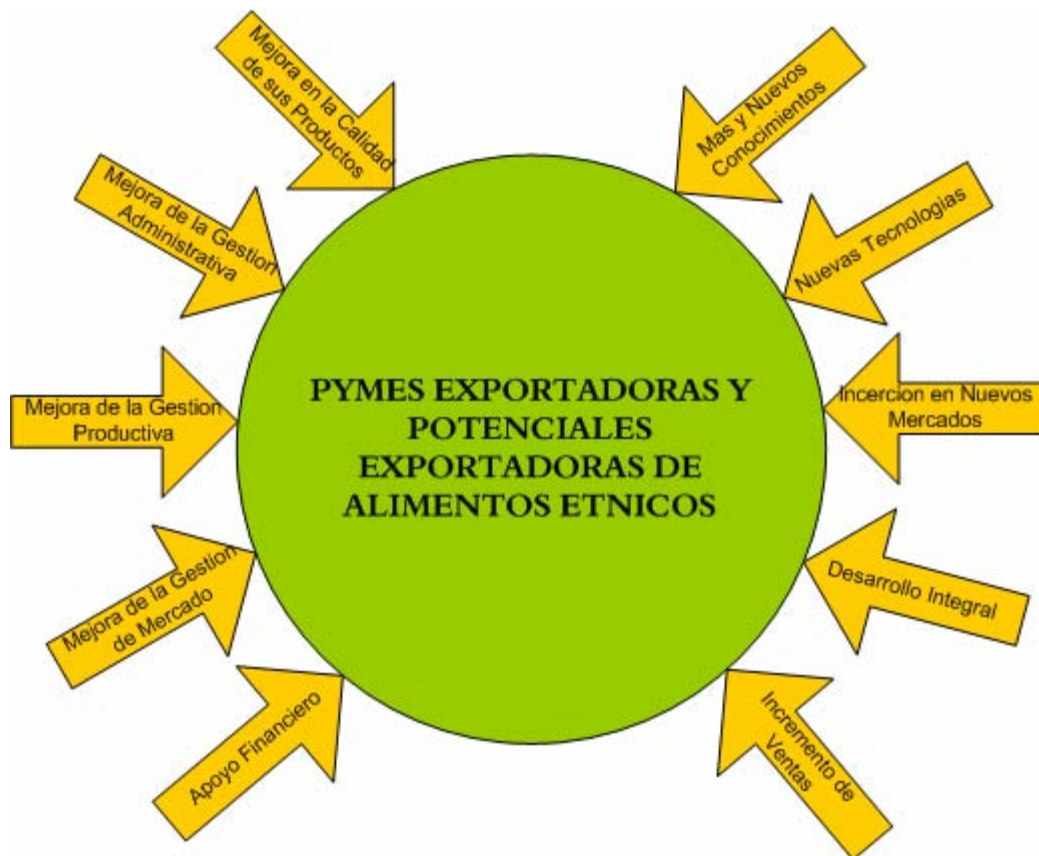 Mejora en la Calidad
de sus Productos
Mas y Nuevos
Conocimientos
Mejora de la Gestion
Administrativa
Nuevas Tecnologias
Mejora de la Gestion
Productiva
PYMES EXPORTADORAS Y
POTENCIALES
EXPORTADORAS DE
ALIMENTOS ETNICOS
Incercion en Nuevos
Mercados
Mejora de la Gestion
de Mercado
Desarrollo Integral
Apoyo Financiero
Incremento de
Ventas